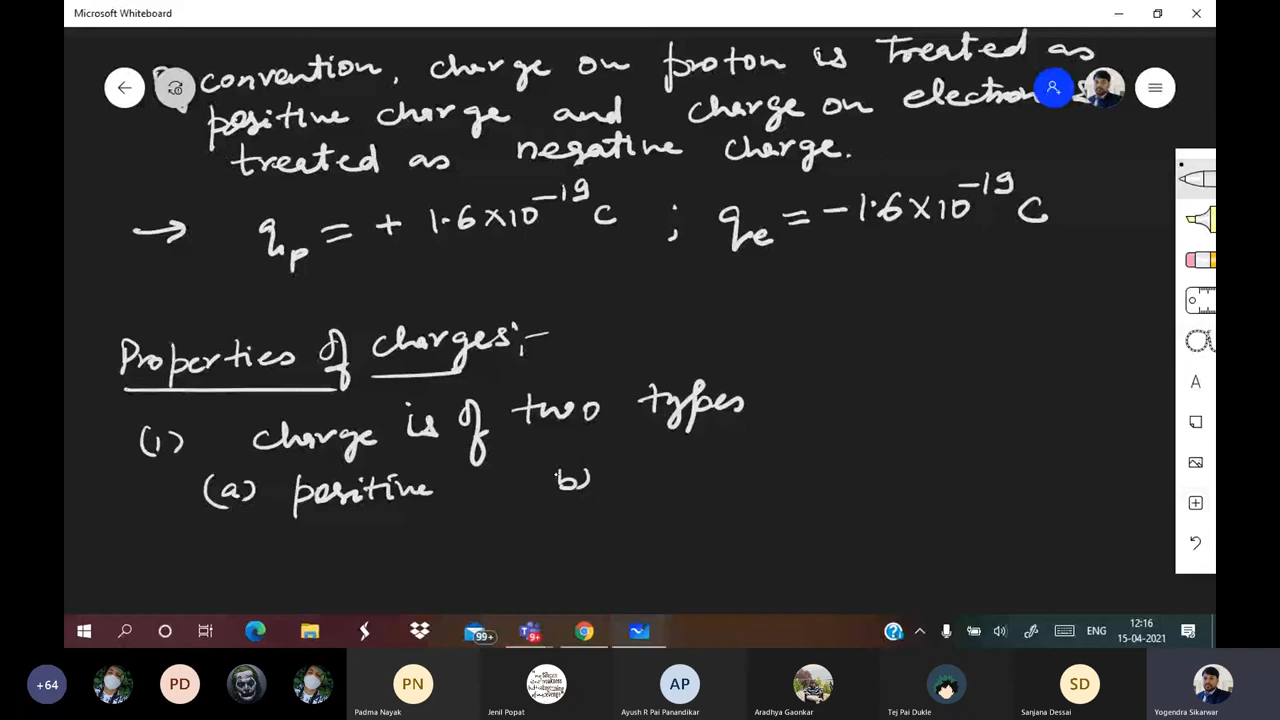 Microsoft Whiteboard
convention, charge on proton is treated as
positive charge and charge on electron is
treated as negative charge.
→ qp = + 1.6×10^-19 C ; qe = -1.6×10^-19 C
Properties of charges:-
(1) charge is of two types
(a) positive b)
A
99+
9+
ENG
12:16
15-04-2021
+64
PD
PN
AP
SD
Padma Nayak
Jenil Popat
Ayush R Pai Panandikar
Aradhya Gaonkar
Tej Pai Dukle
Sanjana Dessai
Yogendra Sikarwar